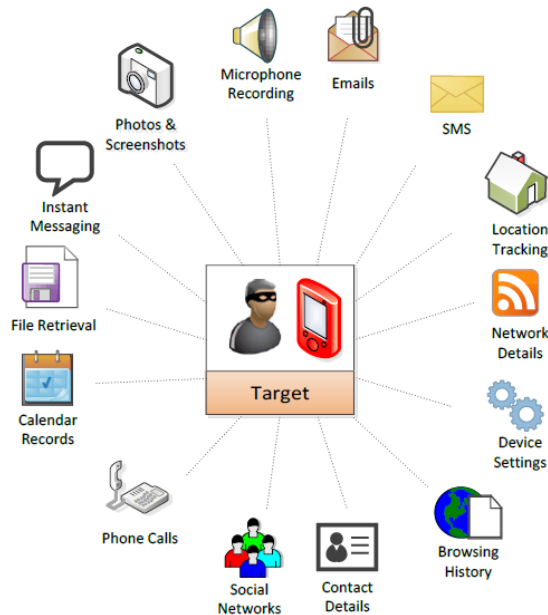 Microphone
Recording
Emails
SMS
Photos &
Screenshots
Location
Tracking
Instant
Messaging
Network
Details
File Retrieval
Target
Device
Settings
Calendar
Records
Browsing
History
Phone Calls
Social
Networks
Contact
Details